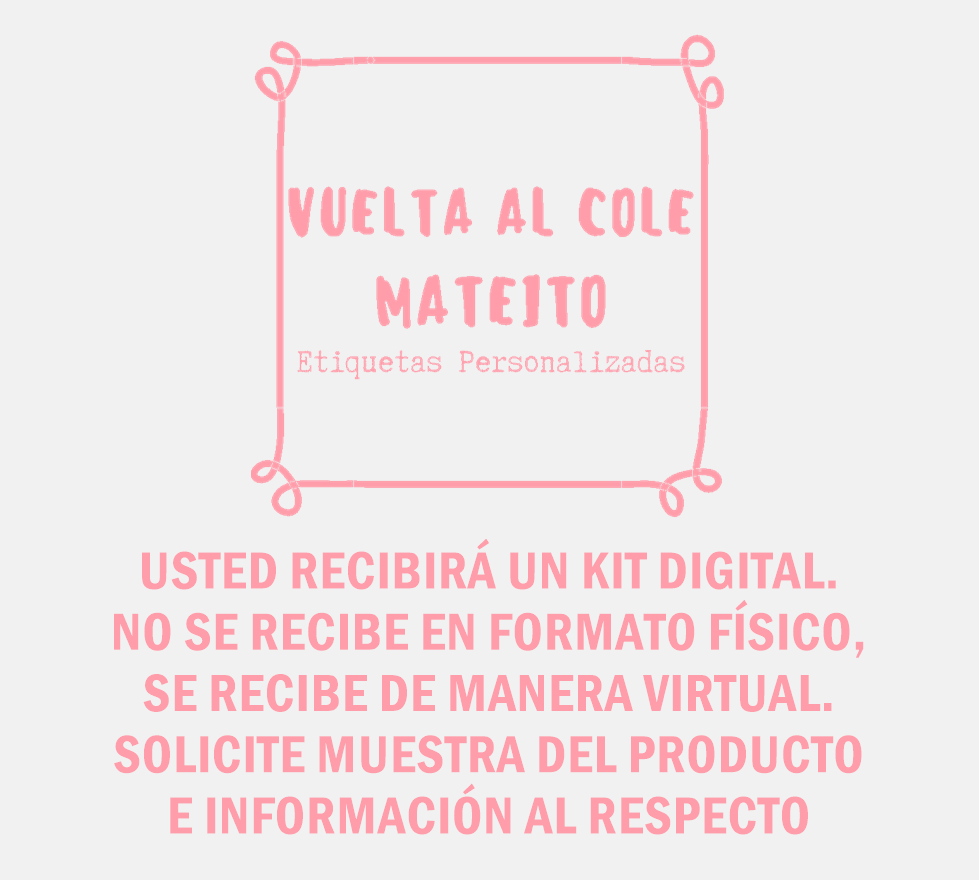 VUELTA AL COLE
MATEITO
Etiquetas Personalizadas
USTED RECIBIRÁ UN KIT DIGITAL.
NO SE RECIBE EN FORMATO FÍSICO,
SE RECIBE DE MANERA VIRTUAL.
SOLICITE MUESTRA DEL PRODUCTO
E INFORMACIÓN AL RESPECTO